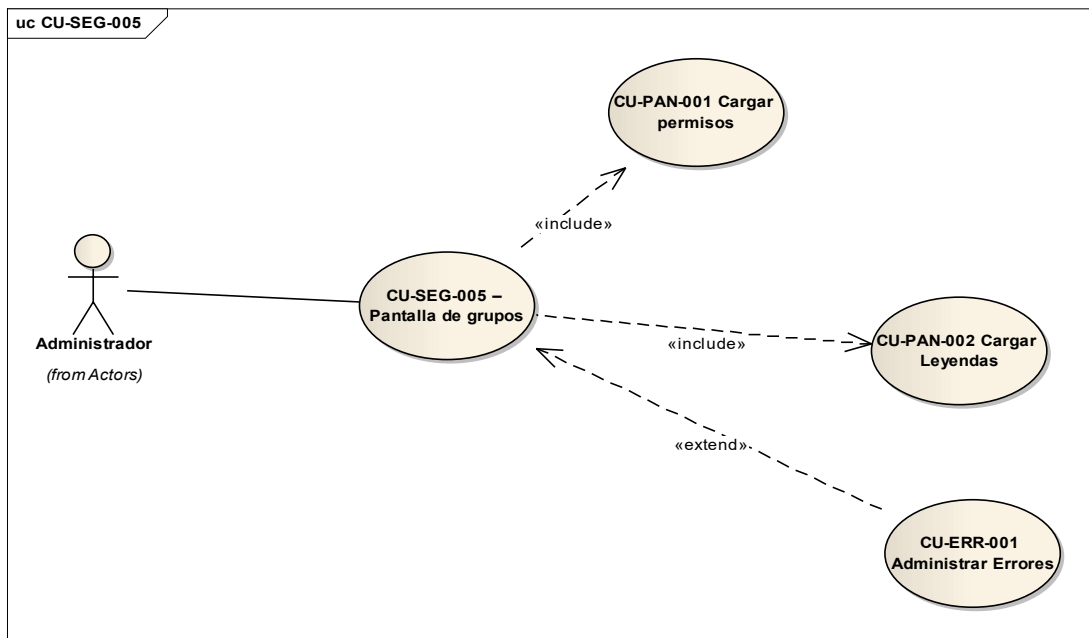 uc CU-SEG-005
CU-PAN-001 Cargar
permisos
«include»
CU-SEG-005 –
Pantalla de grupos
Administrador
(from Actors)
«include»
CU-PAN-002 Cargar
Leyendas
«extend»
CU-ERR-001
Administrar Errores